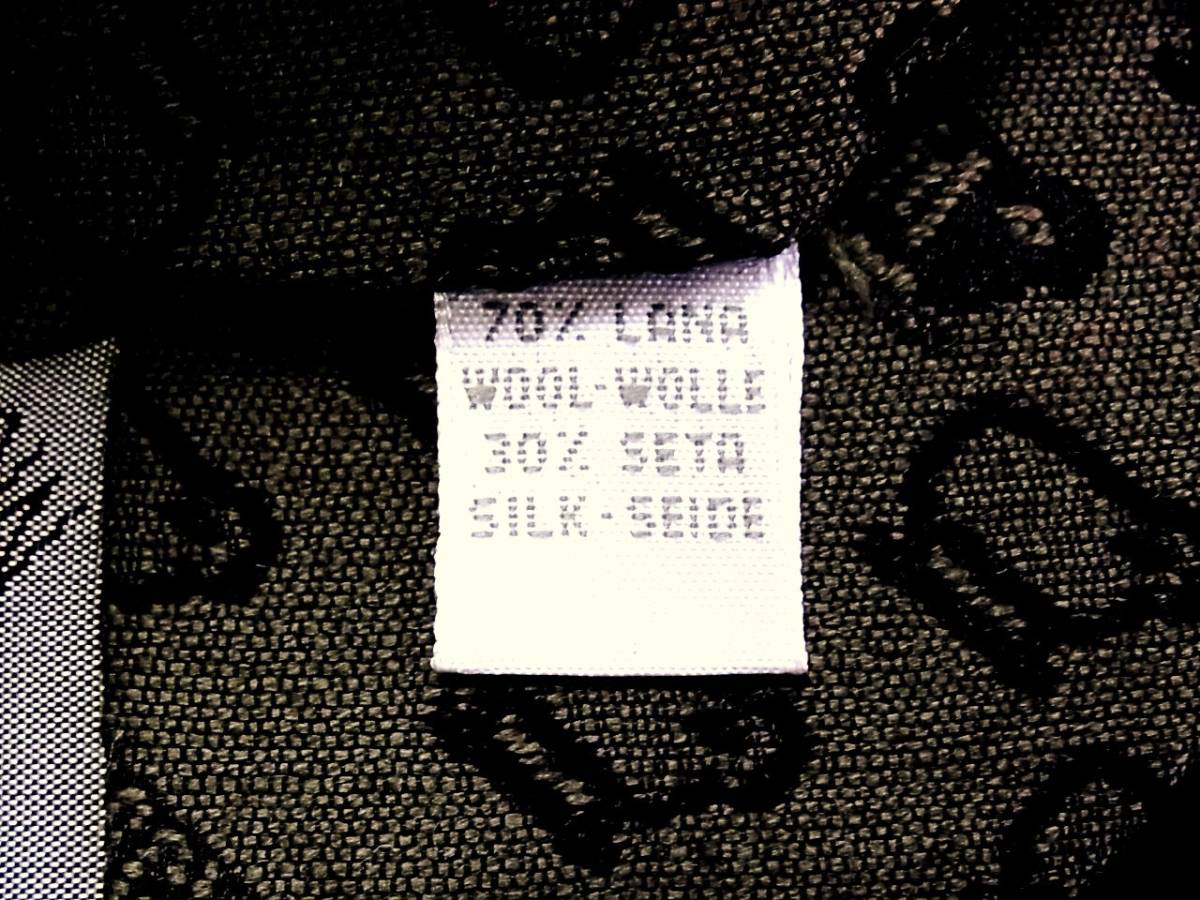 70% LANA
WOOL-WOLLE
30% SETA
SILK-SEIDE